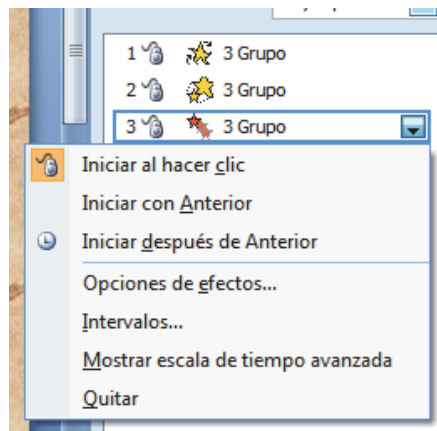 1 3 Grupo
2 3 Grupo
3 3 Grupo
Iniciar al hacer clic
Iniciar con Anterior
Iniciar después de Anterior
Opciones de efectos...
Intervalos...
Mostrar escala de tiempo avanzada
Quitar